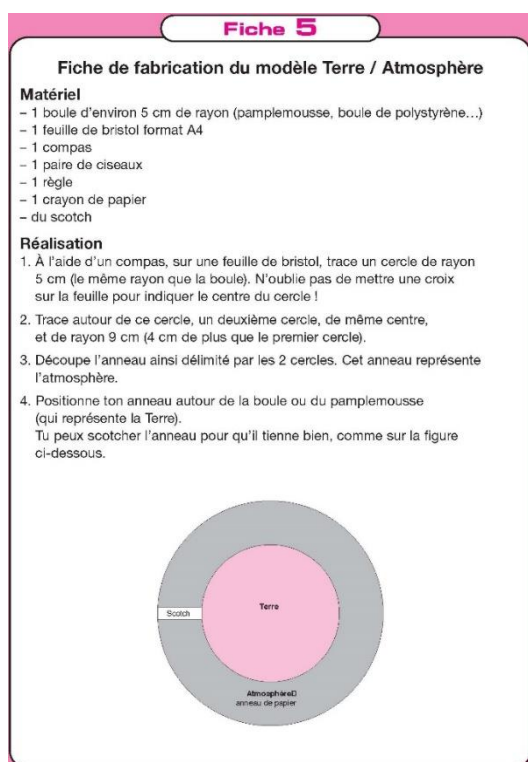 Fiche 5
Fiche de fabrication du modèle Terre / Atmosphère
Matériel
– 1 boule d'environ 5 cm de rayon (pamplemousse, boule de polystyrène...)
– 1 feuille de bristol format A4
– 1 compas
– 1 paire de ciseaux
– 1 règle
– 1 crayon de papier
– du scotch
Réalisation
1. À l'aide d'un compas, sur une feuille de bristol, trace un cercle de rayon
5 cm (le même rayon que la boule). N'oublie pas de mettre une croix
sur la feuille pour indiquer le centre du cercle !
2. Trace autour de ce cercle, un deuxième cercle, de même centre,
et de rayon 9 cm (4 cm de plus que le premier cercle).
3. Découpe l'anneau ainsi délimité par les 2 cercles. Cet anneau représente
l'atmosphère.
4. Positionne ton anneau autour de la boule ou du pamplemousse
(qui représente la Terre).
Tu peux scotcher l'anneau pour qu'il tienne bien, comme sur la figure
ci-dessous.
Terre
Scotch
Atmosphère
anneau de papier